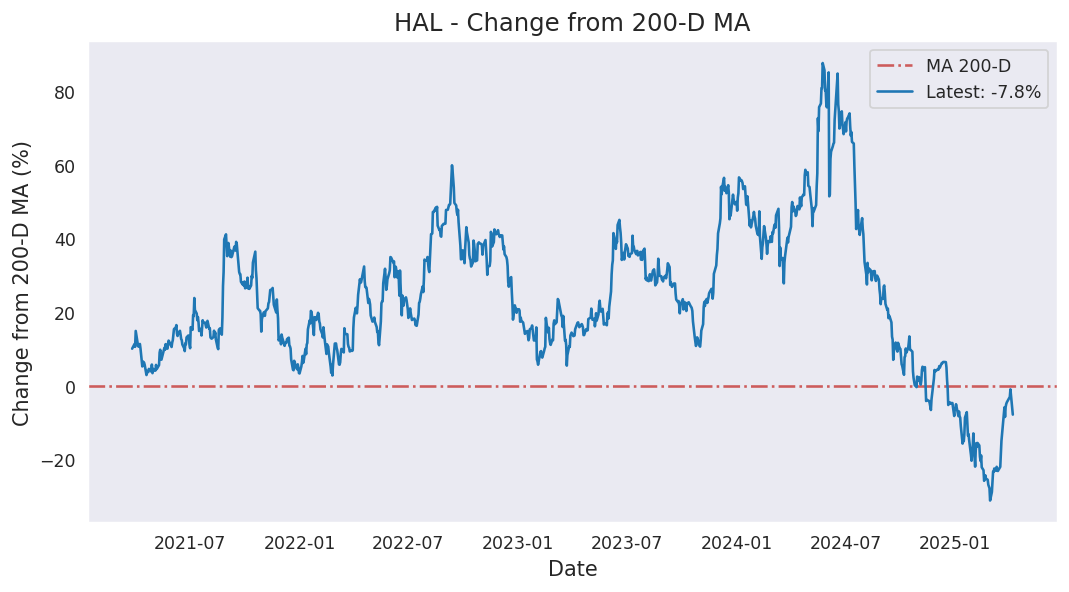 HAL - Change from 200-D MA
MA 200-D
Latest: -7.8%
Change from 200-D MA (%)
80
60
40
20
0
−20
2021-07
2022-01
2022-07
2023-01
2023-07
2024-01
2024-07
2025-01
Date